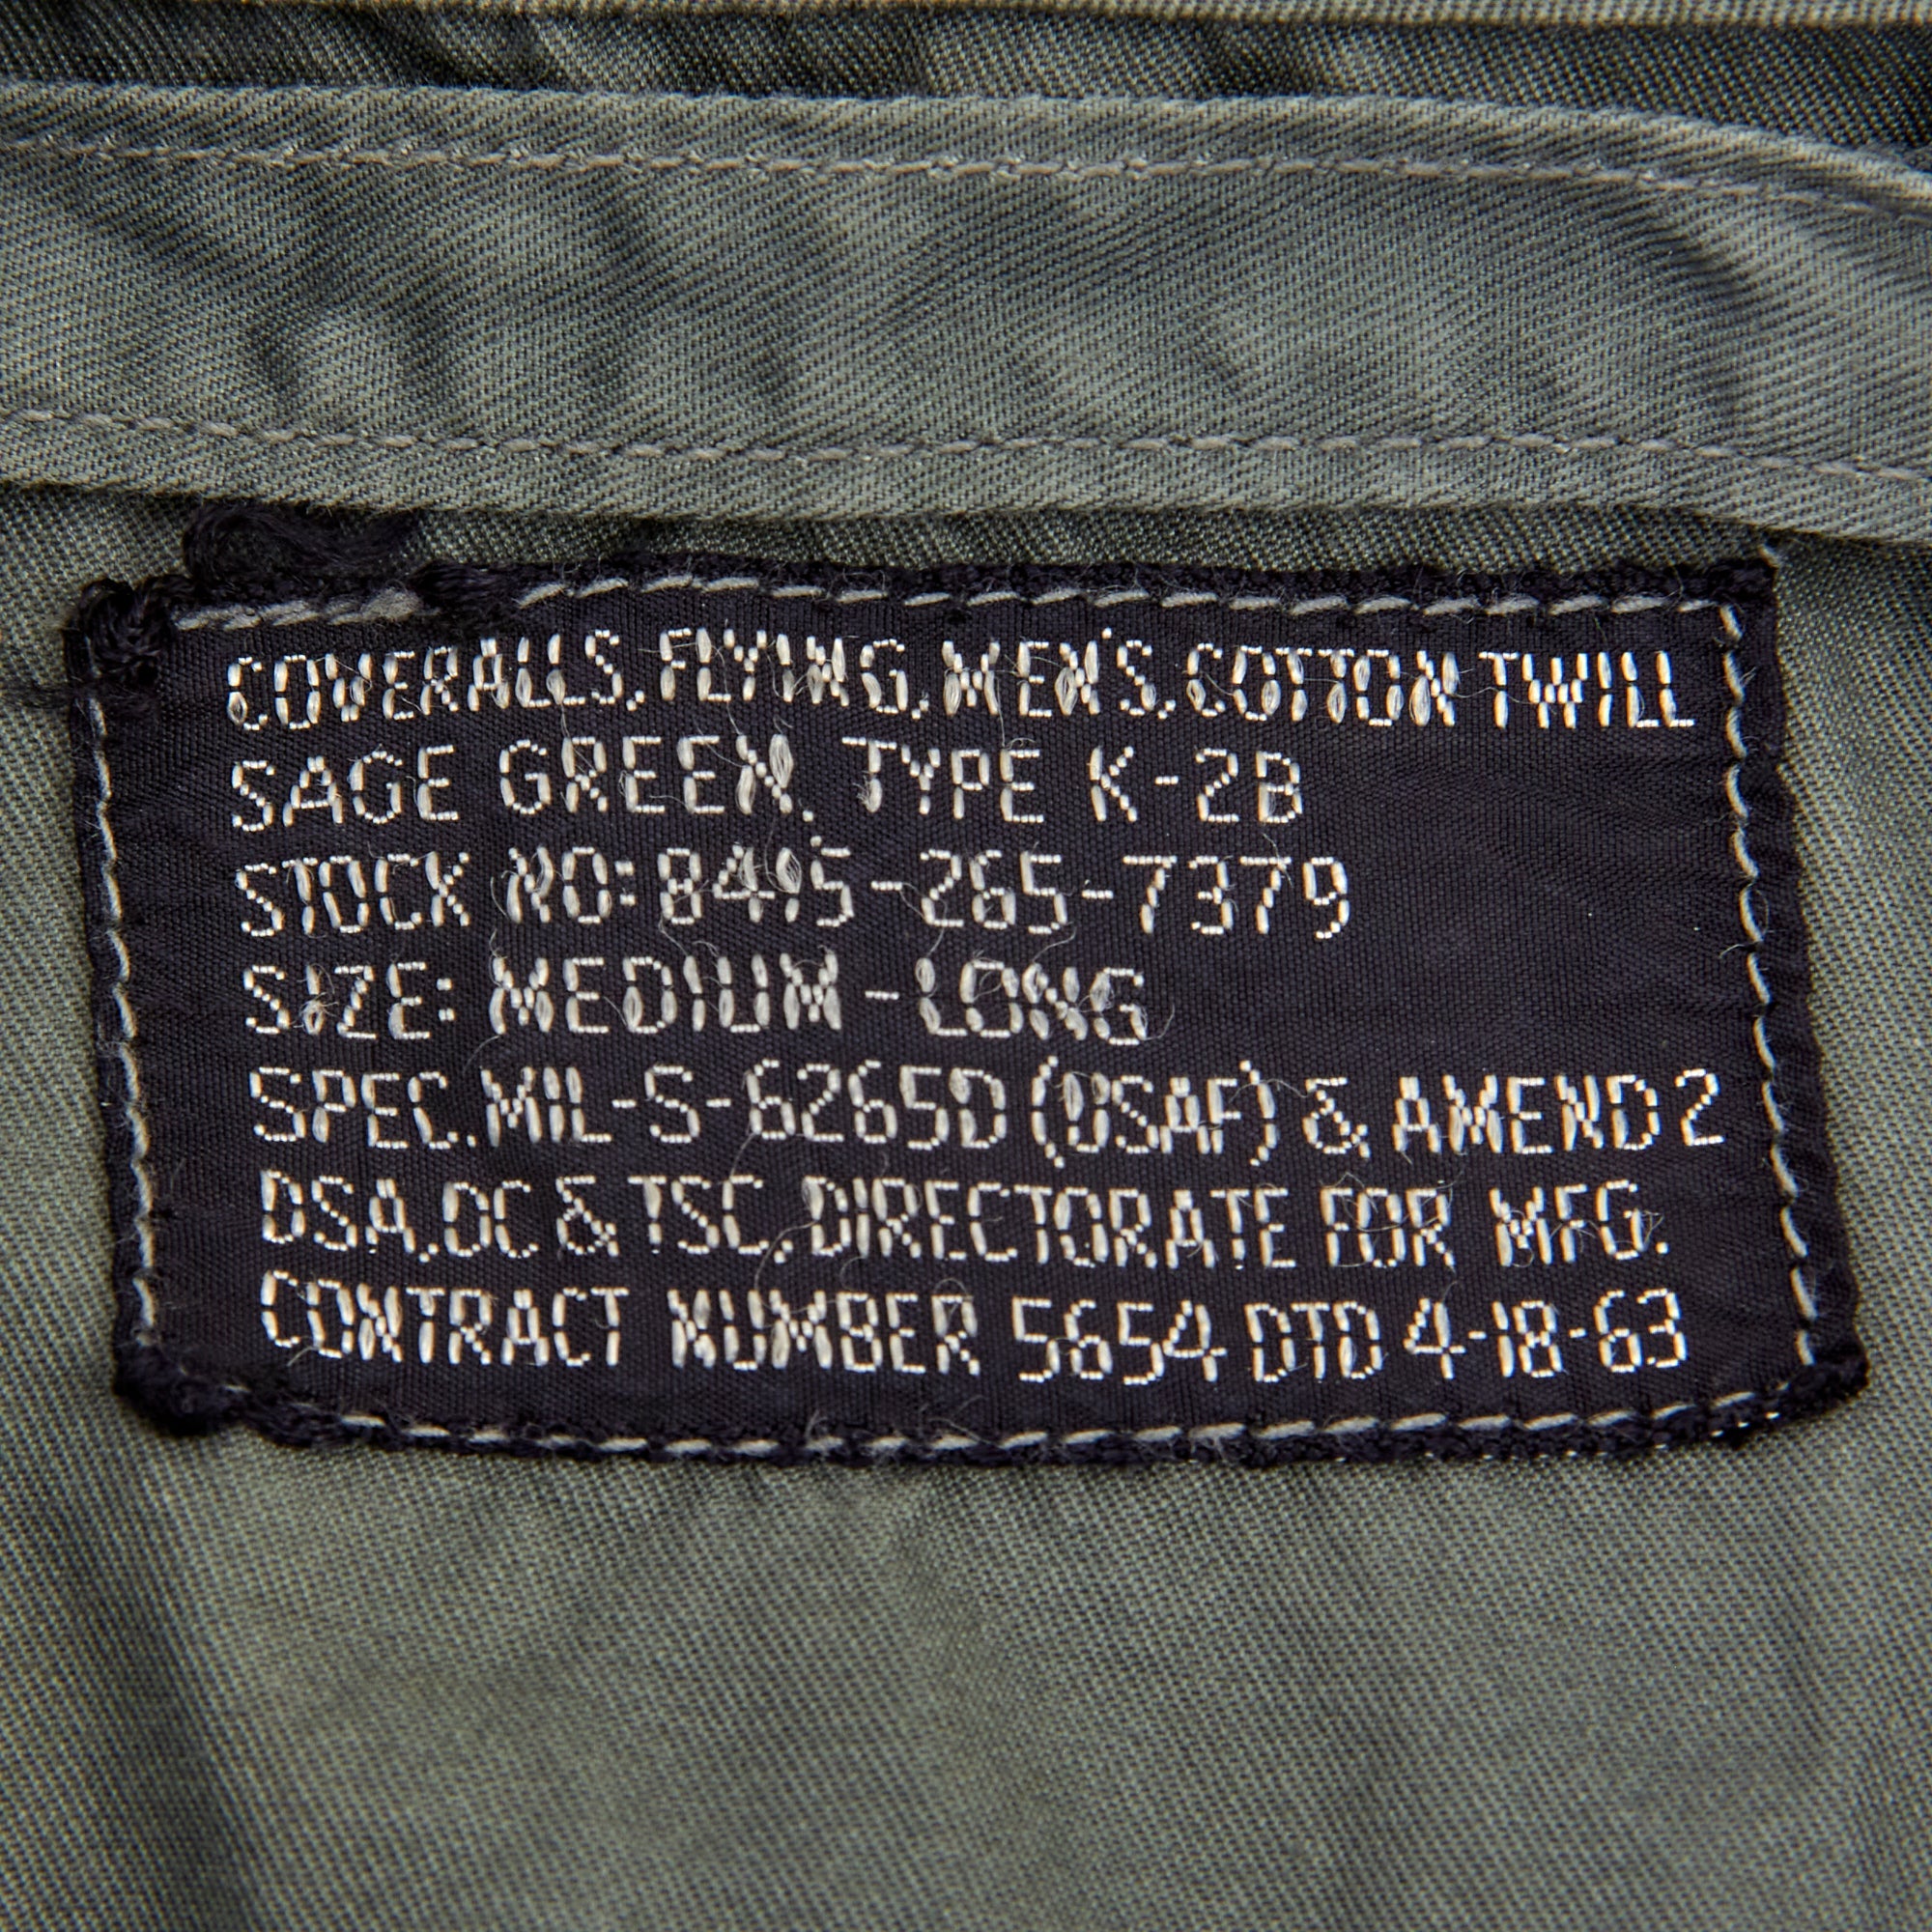 COVERALLS, FLYING, MEN'S, COTTON TWILL
SAGE GREEN, TYPE K-2B
STOCK NO: 8415-265-7379
SIZE: MEDIUM-LONG
SPEC. MIL-S-6265D (USAF) & AMEND 2
DSA, DC & TSC, DIRECTORATE FOR MFG.
CONTRACT NUMBER 5654 DTD 4-18-63